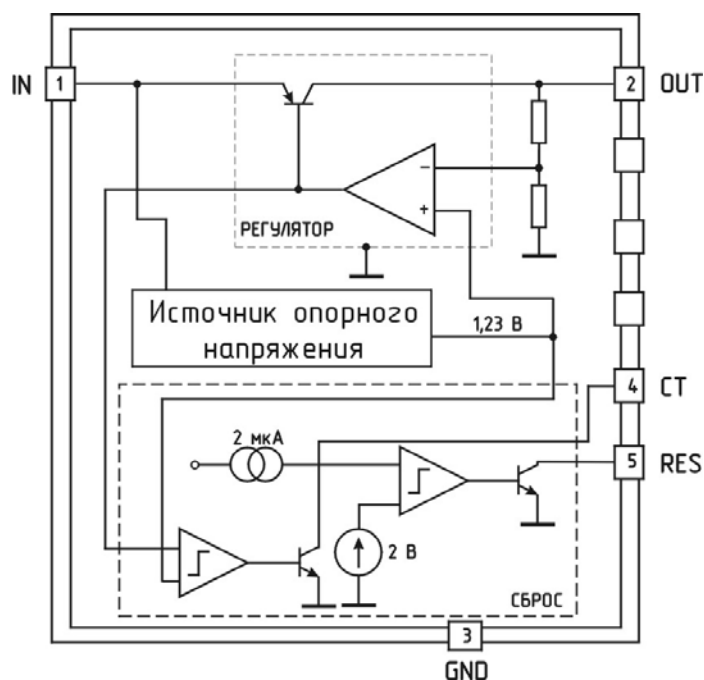 IN 1
2 OUT
−
+
РЕГУЛЯТОР
Источник опорного
напряжения
1,23 В
4 CT
2 мкА
5 RES
2 В
СБРОС
3
GND